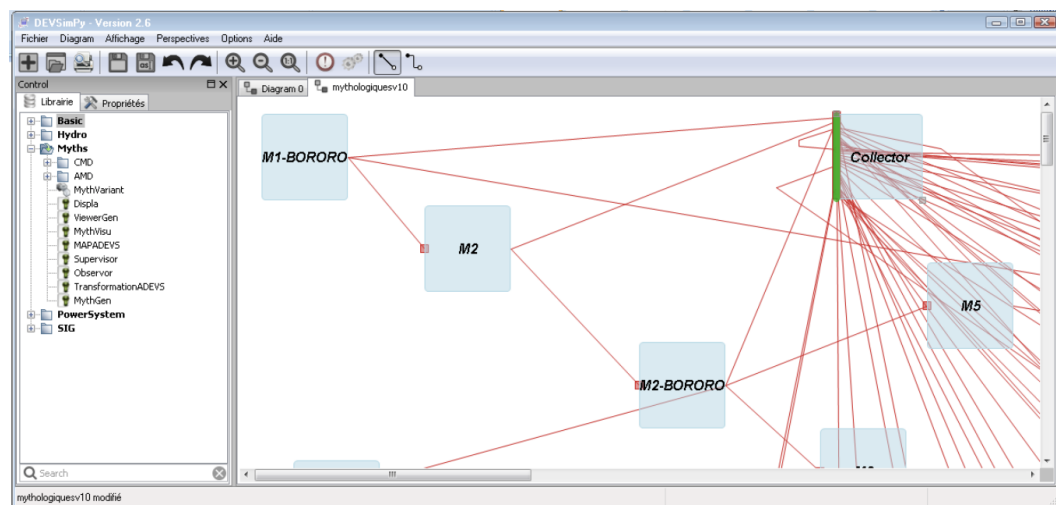 DEVSimPy - Version 2.6
Fichier Diagram Affichage Perspectives Options Aide
Control
Librairie Propriétés
Diagram 0 mythologiquesv10
Basic
Hydro
Myths
CMD
AMD
MythVariant
Displa
ViewerGen
MythVisu
MAPADEVS
Supervisor
Observor
TransformationADEVS
MythGen
PowerSystem
SIG
M1-BORORO
Collector
M2
M5
M2-BORORO
Search
mythologiquesv10 modifié